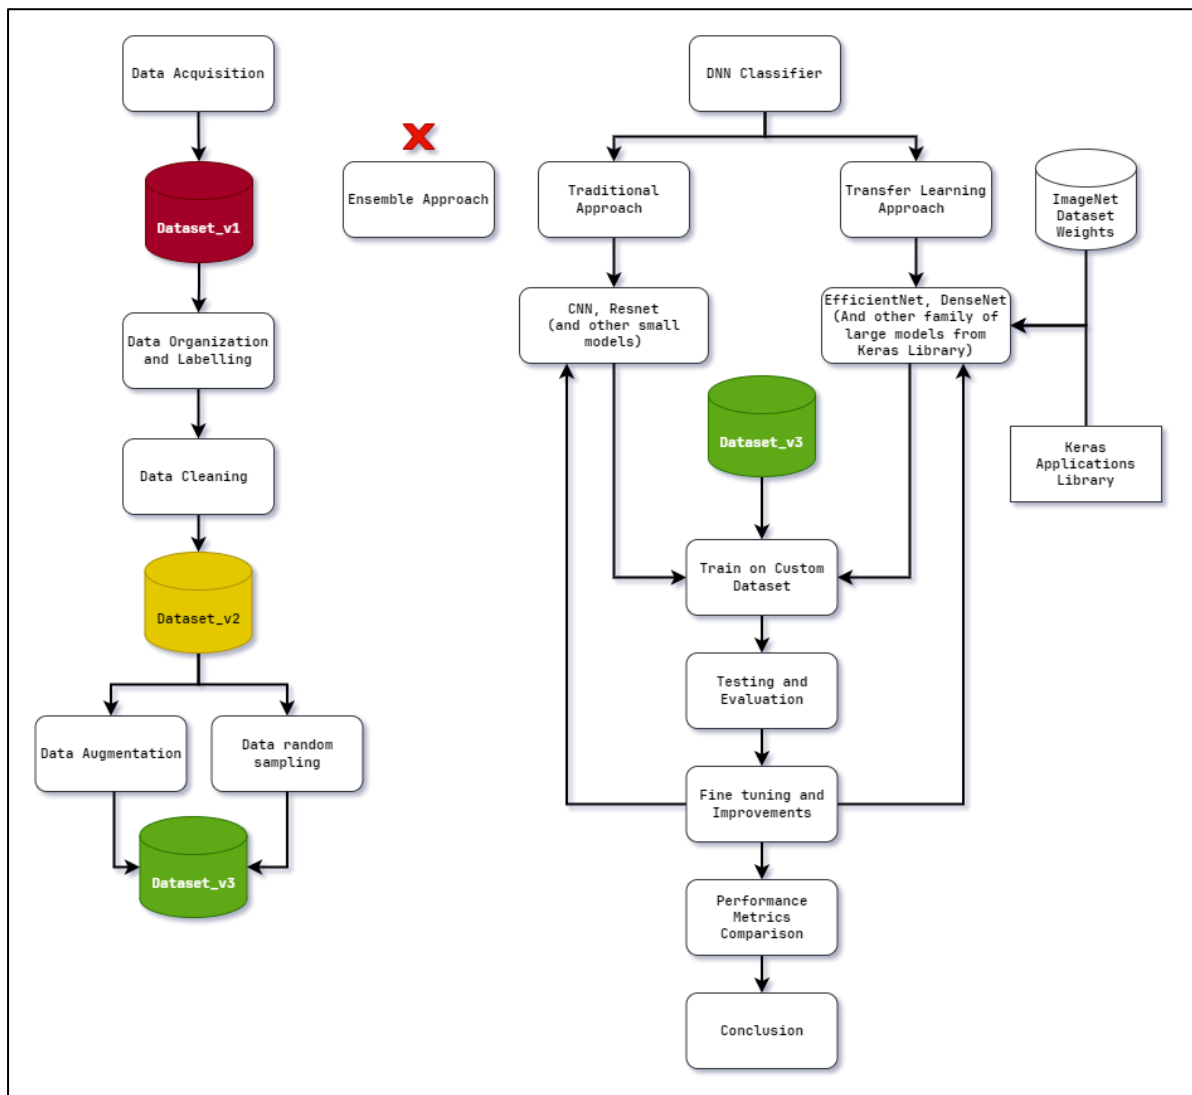 Data Acquisition
Dataset_v1
Data Organization
and Labelling
Data Cleaning
Dataset_v2
Data Augmentation
Data random
sampling
Dataset_v3
Ensemble Approach
DNN Classifier
Traditional
Approach
Transfer Learning
Approach
ImageNet
Dataset
Weights
CNN, Resnet
(and other small
models)
EfficientNet, DenseNet
(And other family of
large models from
Keras Library)
Keras
Applications
Library
Dataset_v3
Train on Custom
Dataset
Testing and
Evaluation
Fine tuning and
Improvements
Performance
Metrics
Comparison
Conclusion